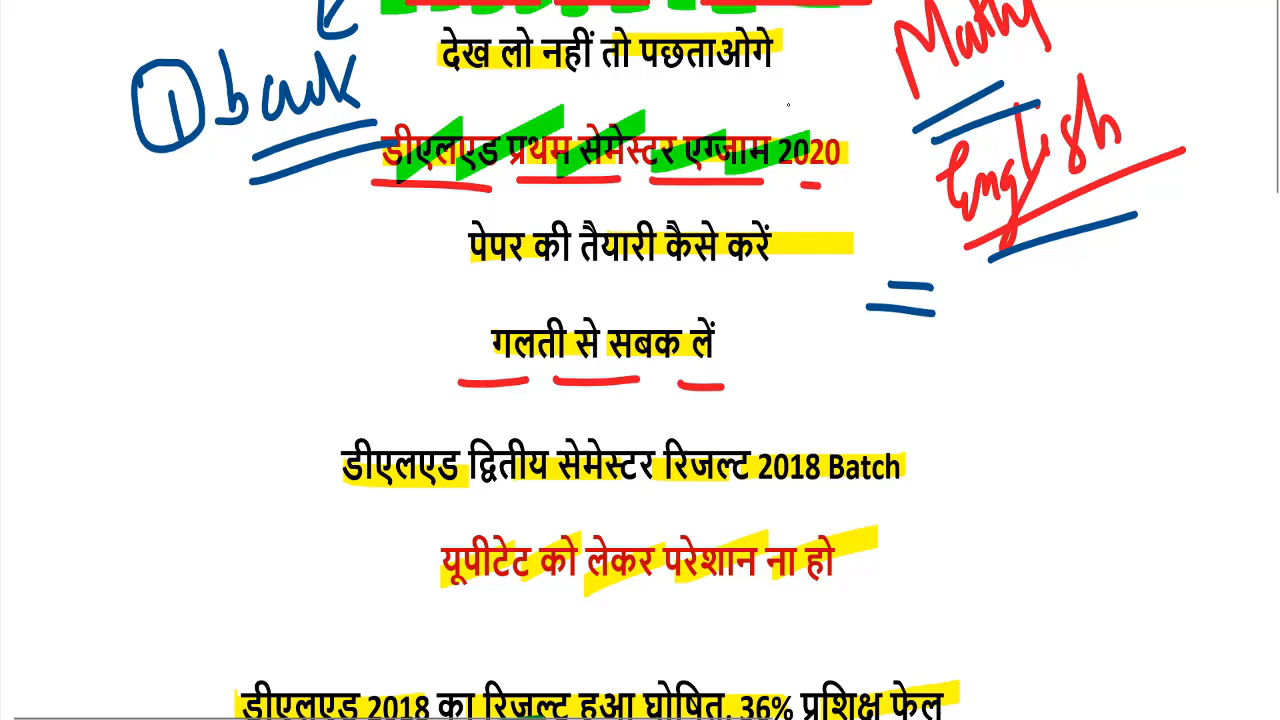 देख लो नहीं तो पछताओगे
Maths
① back
डीएलएड प्रथम सेमेस्टर एग्जाम 2020
English
पेपर की तैयारी कैसे करें
गलती से सबक लें
डीएलएड द्वितीय सेमेस्टर रिजल्ट 2018 Batch
यूपीटेट को लेकर परेशान ना हो
डीएलएड 2018 का रिजल्ट हुआ घोषित, 36% प्रशिक्ष फेल